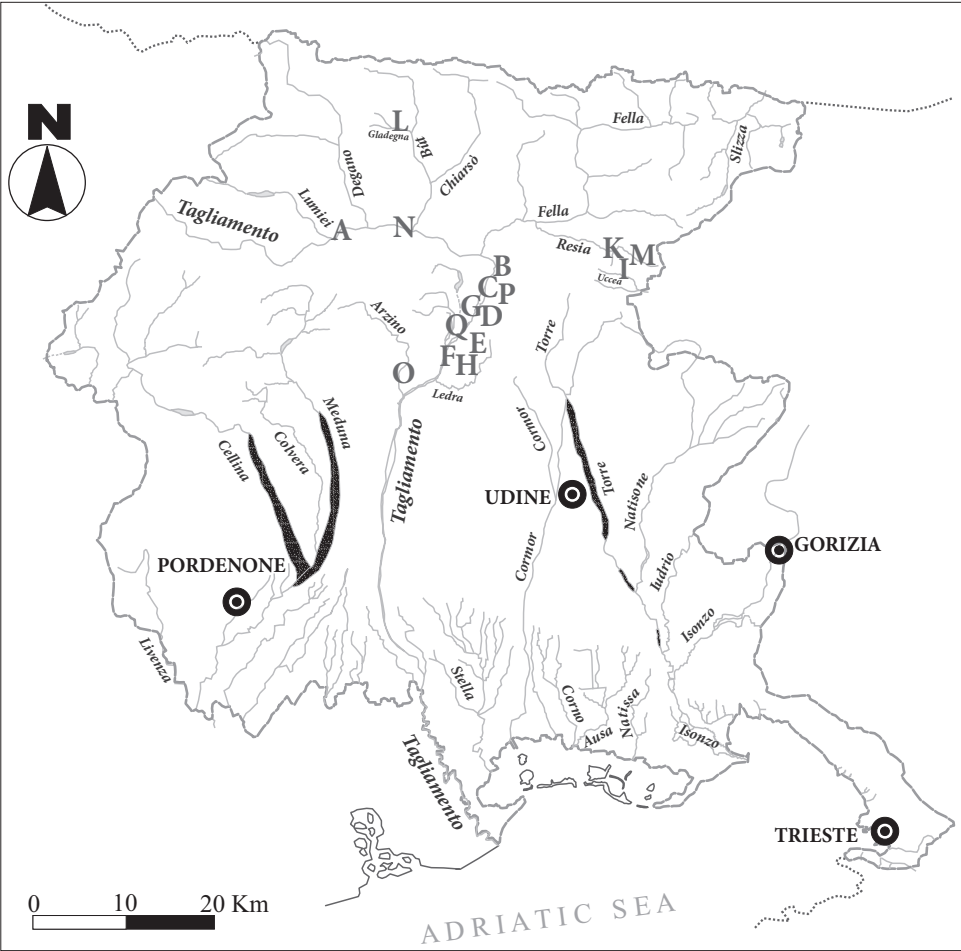 N
Fella
Slizza
L
Gladegna
Bût
Degano
Chiarsò
Lumiei
Tagliamento
A
N
Fella
Resia
K
I
M
Uccea
B
C
P
G
D
Q
E
F
H
Arzino
O
Ledra
Torre
Cormor
Meduna
Colvera
Cellina
Tagliamento
Torre
Natisone
UDINE
GORIZIA
Cormor
Iudrio
PORDENONE
Isonzo
Livenza
Stella
Corno
Natissa
Ausa
Isonzo
Tagliamento
TRIESTE
0 10 20 Km
ADRIATIC SEA